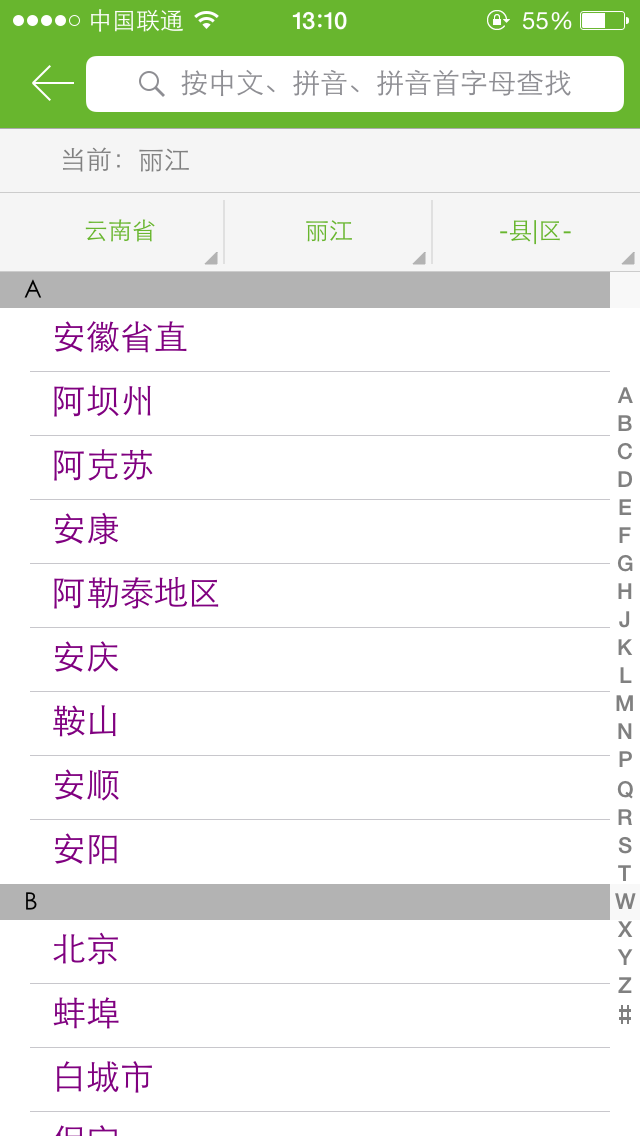 中国联通 13:10 55%
按中文、拼音、拼音首字母查找
当前：丽江
云南省 丽江 -县|区-
A
安徽省直
阿坝州
阿克苏
安康
阿勒泰地区
安庆
鞍山
安顺
安阳
B
北京
蚌埠
白城市
A
B
C
D
E
F
G
H
J
K
L
M
N
P
Q
R
S
T
W
X
Y
Z
#